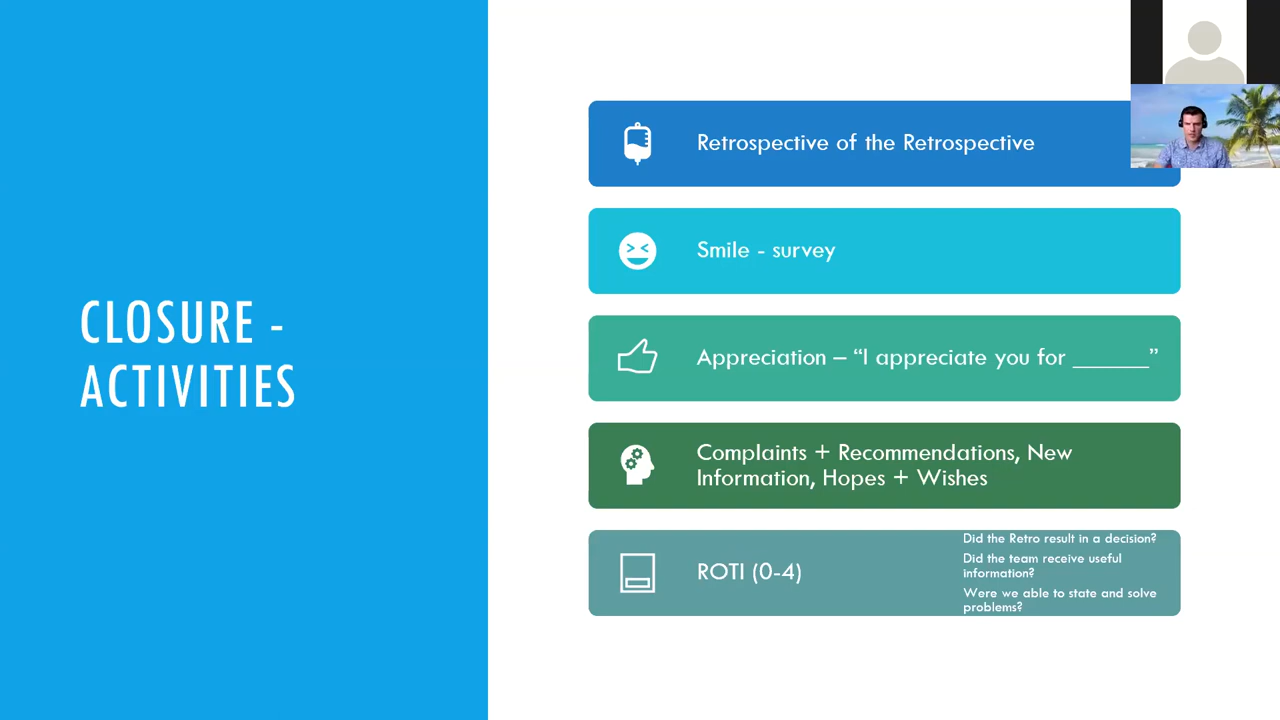 CLOSURE -
ACTIVITIES
Retrospective of the Retrospective
Smile - survey
Appreciation – “I appreciate you for _______”
Complaints + Recommendations, New
Information, Hopes + Wishes
ROTI (0-4)
Did the Retro result in a decision?
Did the team receive useful
information?
Were we able to state and solve
problems?